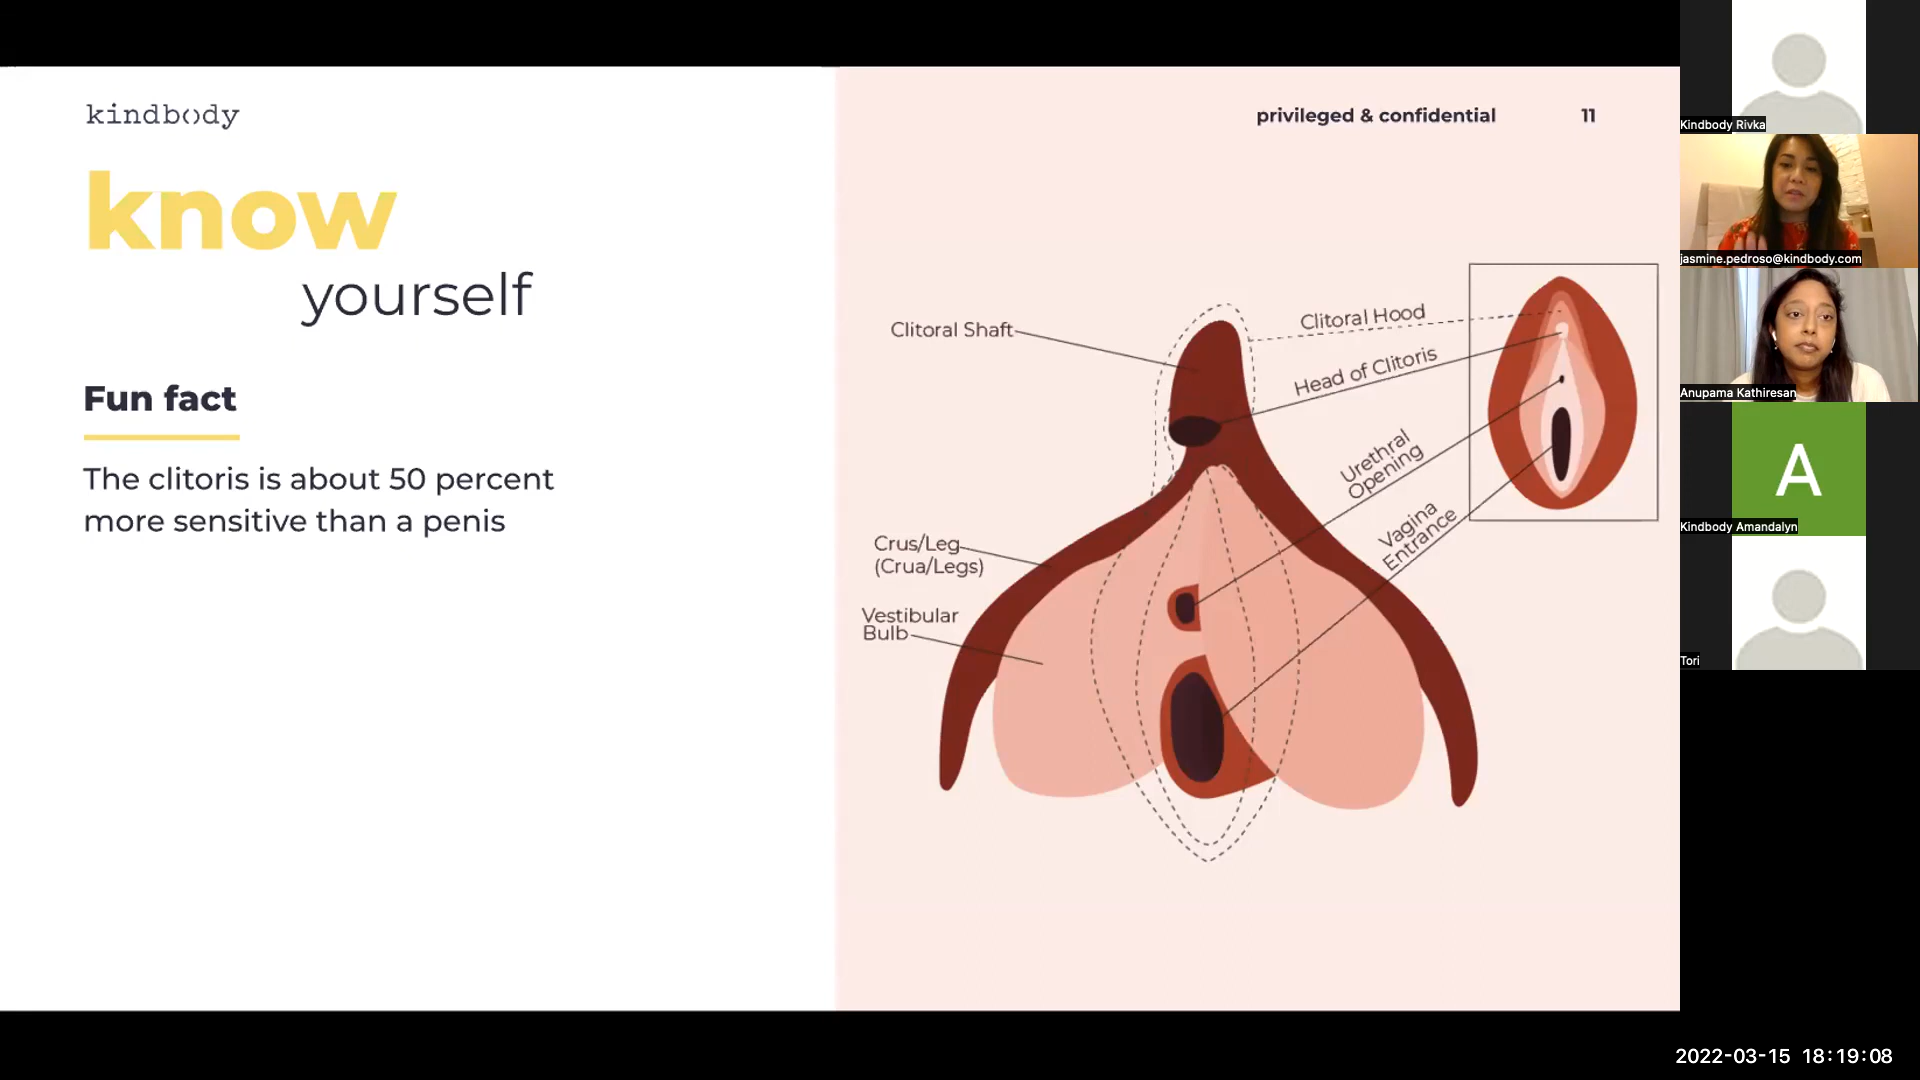 kindbody
privileged & confidential
11
know
yourself
Fun fact
The clitoris is about 50 percent
more sensitive than a penis
Clitoral Shaft
Clitoral Hood
Head of Clitoris
Urethral
Opening
Vagina
Entrance
Crus/Leg
(Crua/Legs)
Vestibular
Bulb
Kindbody Rivka
jasmine.pedroso@kindbody.com
Anupama Kathiresan
A
Kindbody Amandalyn
Tori
2022-03-15 18:19:08